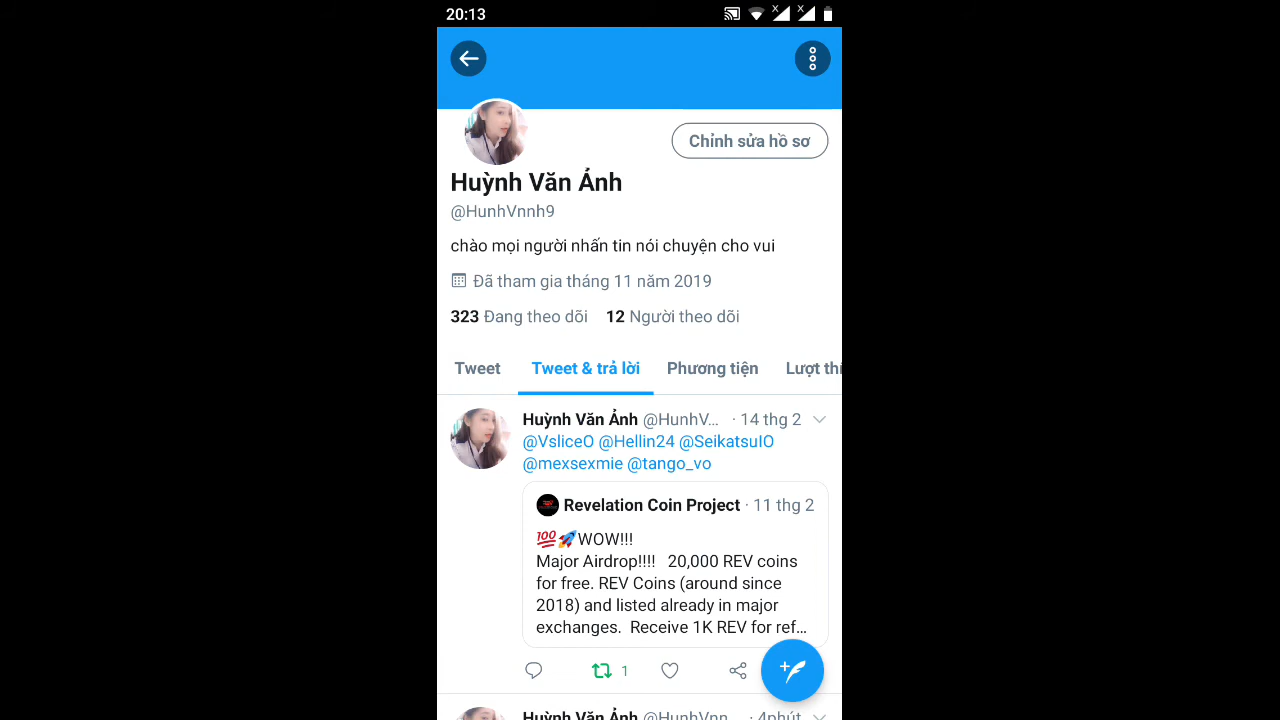 20:13
Chỉnh sửa hồ sơ
Huỳnh Văn Ảnh
@HunhVnnh9
chào mọi người nhấn tin nói chuyện cho vui
Đã tham gia tháng 11 năm 2019
323 Đang theo dõi 12 Người theo dõi
Tweet Tweet & trả lời Phương tiện Lượt thí
Huỳnh Văn Ảnh @HunhV... · 14 thg 2
@VsliceO @Hellin24 @SeikatsuIO
@mexsexmie @tango_vo
Revelation Coin Project · 11 thg 2
💯🚀WOW!!!
Major Airdrop!!!! 20,000 REV coins
for free. REV Coins (around since
2018) and listed already in major
exchanges. Receive 1K REV for ref...
1
Huỳnh Văn Ảnh @HunhVnn... · 4phút